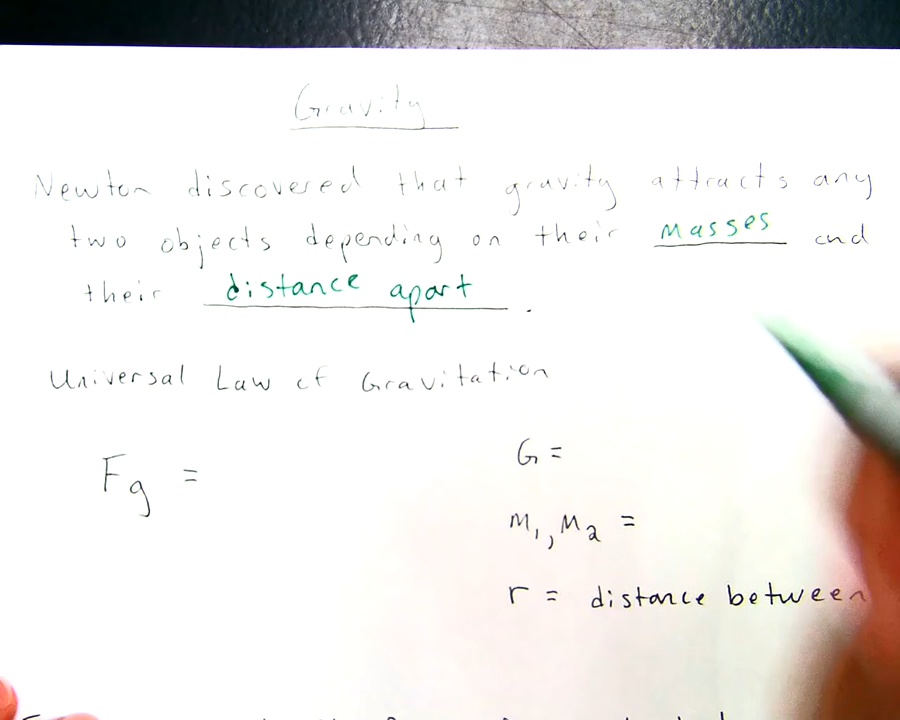 Gravity
Newton discovered that gravity attracts any
two objects depending on their masses and
their distance apart .
Universal Law of Gravitation
Fg =
G =
m1, m2 =
r = distance between